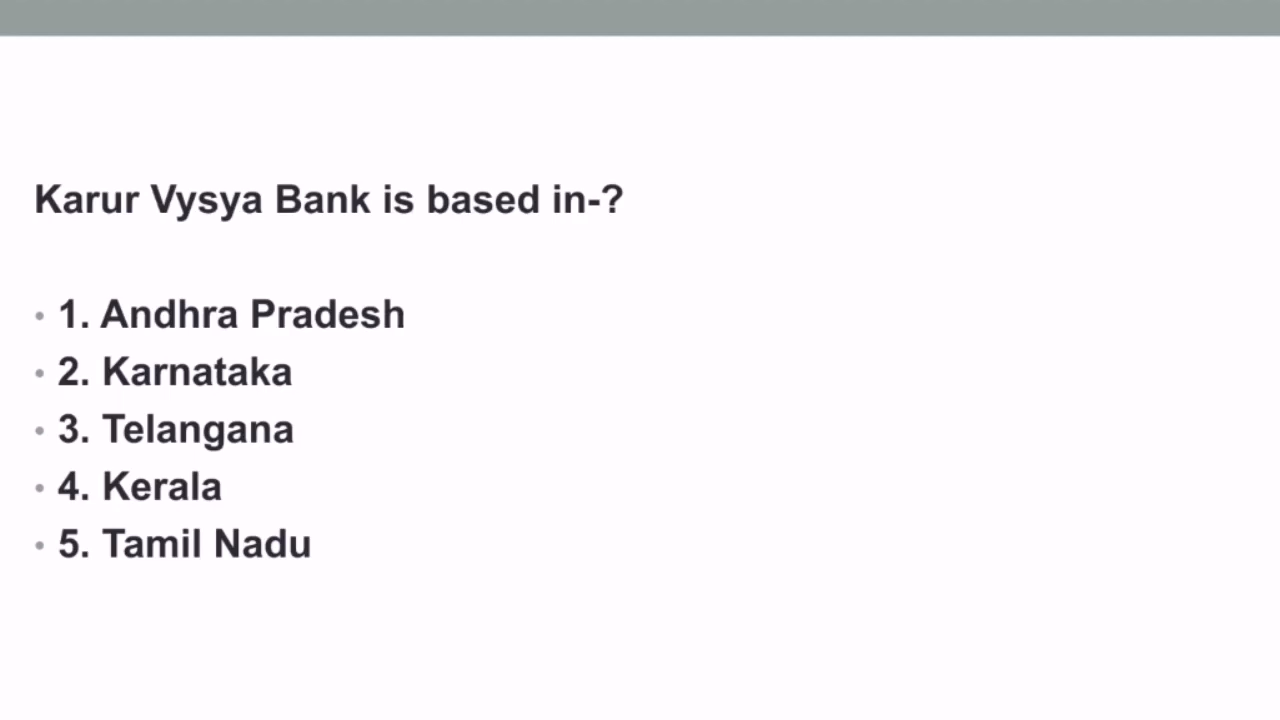 Karur Vysya Bank is based in-?
• 1. Andhra Pradesh
• 2. Karnataka
• 3. Telangana
• 4. Kerala
• 5. Tamil Nadu